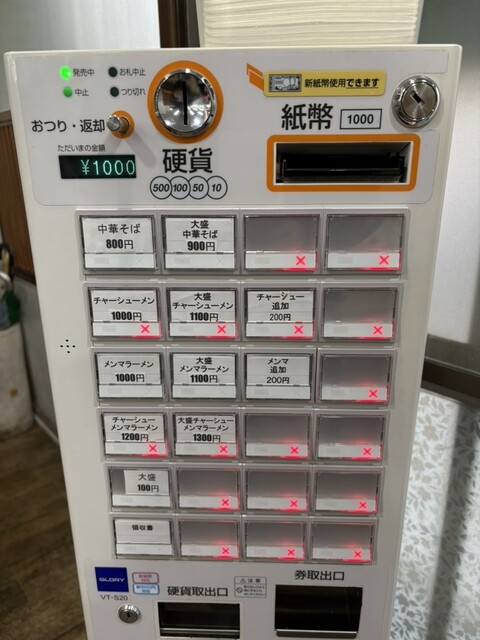 発売中
お札中止
中止
つり切れ
おつり・返却
ただいまの金額
¥1000
硬貨
500 100 50 10
新紙幣使用できます
紙幣 1000
中華そば
800円
大盛
中華そば
900円
チャーシューメン
1000円
大盛
チャーシューメン
1100円
チャーシュー
追加
200円
メンマラーメン
1000円
大盛
メンマラーメン
1100円
メンマ
追加
200円
チャーシュー
メンマラーメン
1200円
大盛チャーシュー
メンマラーメン
1300円
大盛
100円
領収書
GLORY
VT-S20
硬貨取出口
注意
券取出口